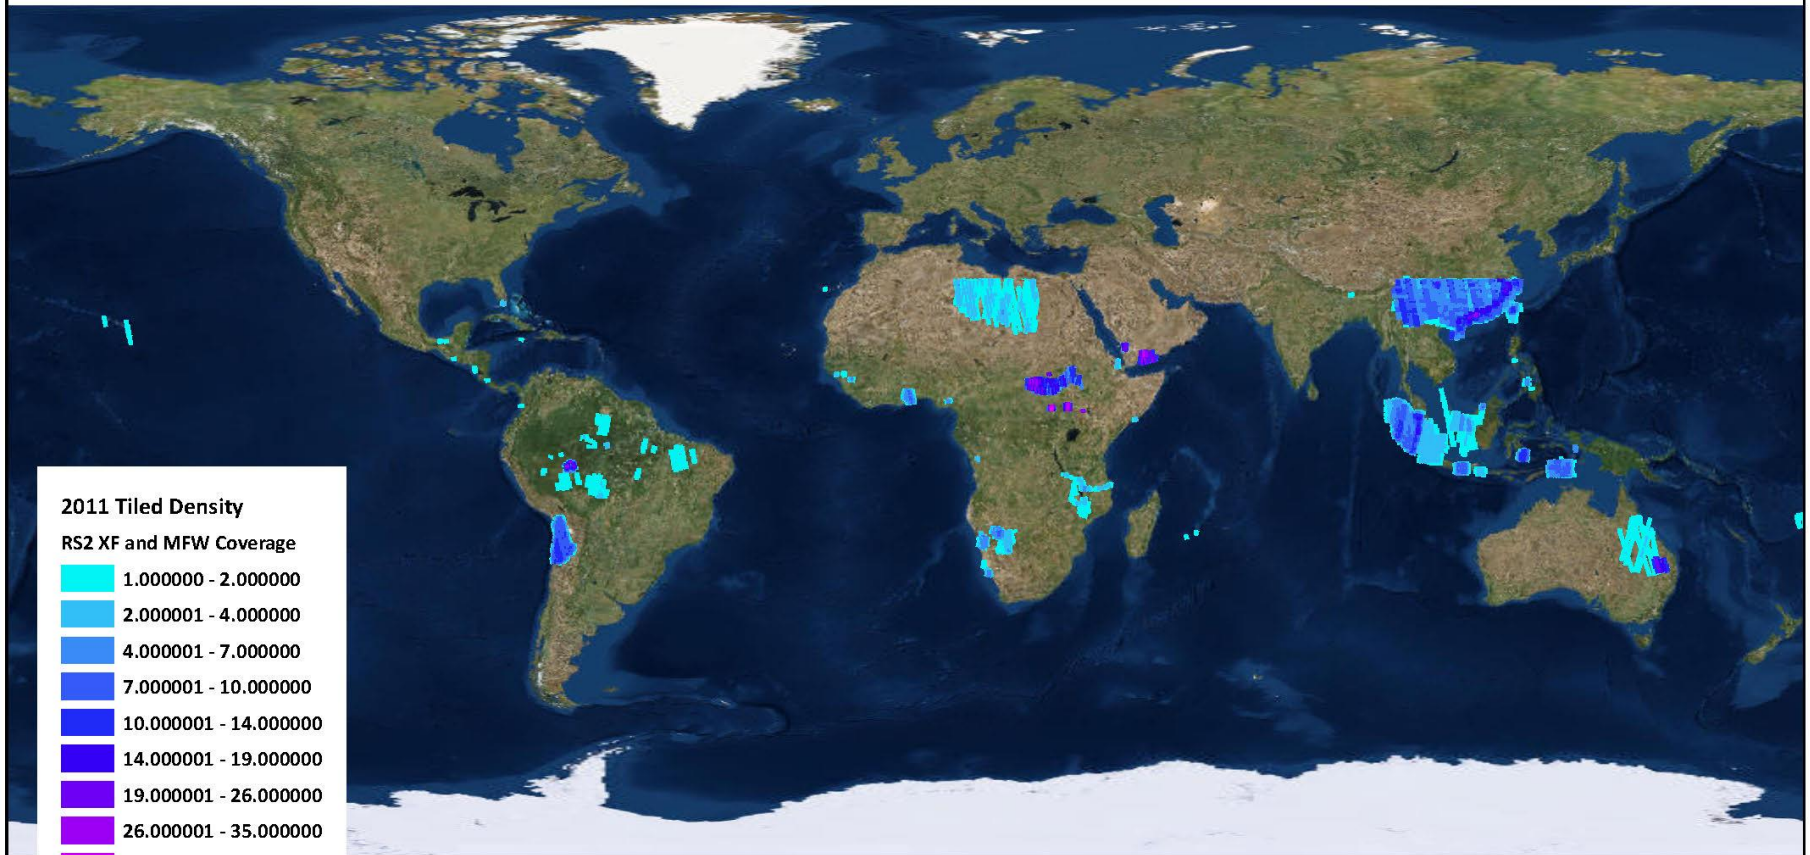 2011 Tiled Density
RS2 XF and MFW Coverage
1.000000 - 2.000000
2.000001 - 4.000000
4.000001 - 7.000000
7.000001 - 10.000000
10.000001 - 14.000000
14.000001 - 19.000000
19.000001 - 26.000000
26.000001 - 35.000000